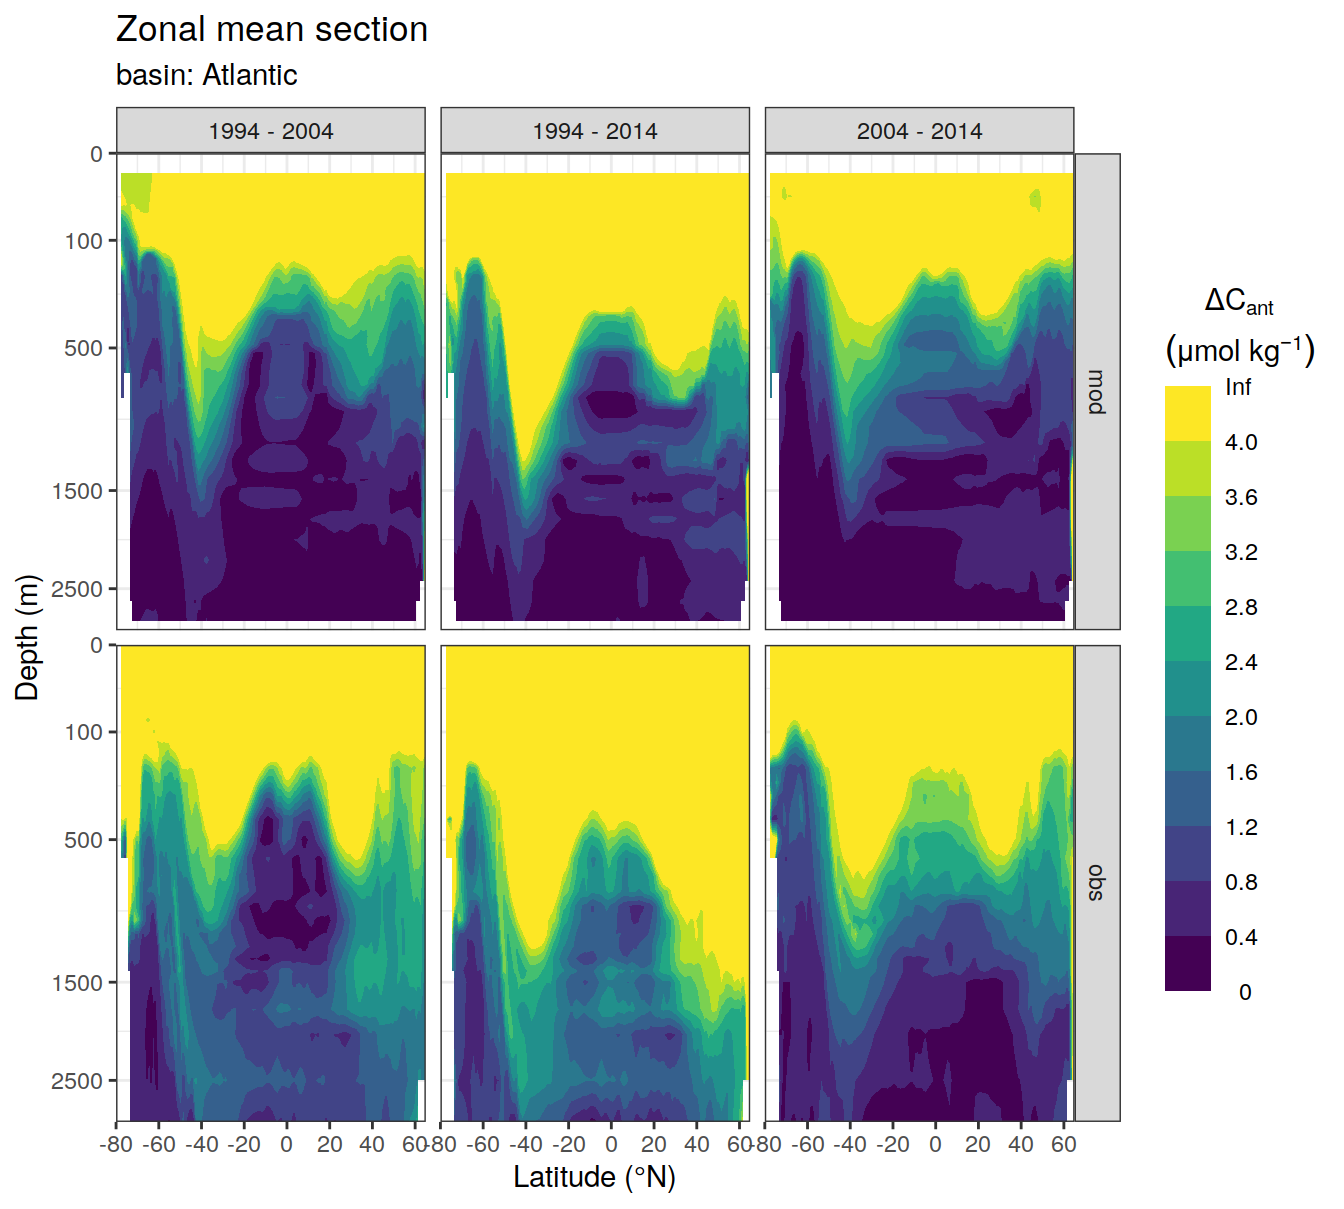 Zonal mean section
basin: Atlantic
1994 - 2004
1994 - 2014
2004 - 2014
0
100
500
1500
2500
mod
0
100
500
1500
2500
obs
Depth (m)
-80 -60 -40 -20 0 20 40 60
-80 -60 -40 -20 0 20 40 60
-80 -60 -40 -20 0 20 40 60
Latitude (°N)
ΔCant
(μmol kg⁻¹)
Inf
4.0
3.6
3.2
2.8
2.4
2.0
1.6
1.2
0.8
0.4
0